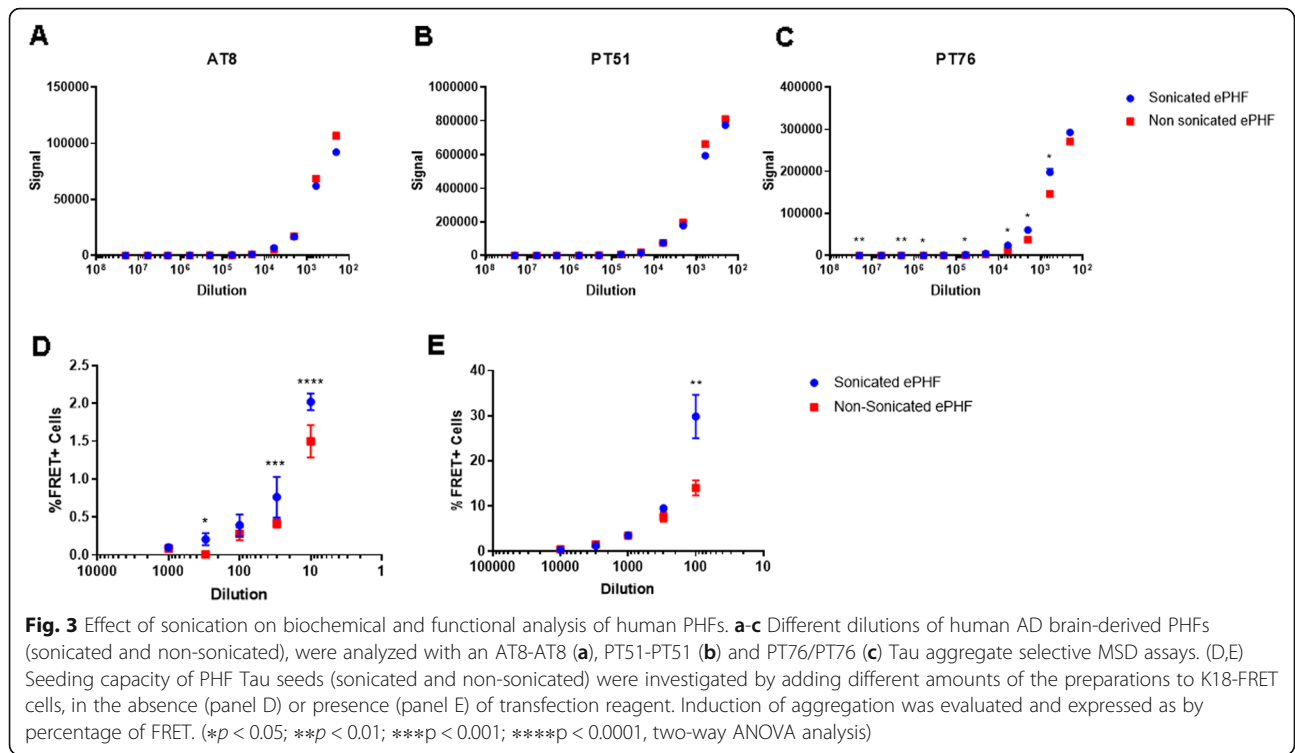 A
AT8
150000
100000
50000
0
Signal
10⁸ 10⁷ 10⁶ 10⁵ 10⁴ 10³ 10²
Dilution
B
PT51
1000000
800000
600000
400000
200000
0
Signal
10⁸ 10⁷ 10⁶ 10⁵ 10⁴ 10³ 10²
Dilution
C
PT76
400000
300000
200000
100000
0
Signal
** ** * * * * *
10⁸ 10⁷ 10⁶ 10⁵ 10⁴ 10³ 10²
Dilution
Sonicated ePHF
Non sonicated ePHF
D
2.5
2.0
1.5
1.0
0.5
0.0
%FRET+ Cells
* *** ****
10000 1000 100 10 1
Dilution
E
40
30
20
10
0
%FRET+ Cells
**
100000 10000 1000 100 10
Dilution
Sonicated ePHF
Non-Sonicated ePHF
Fig. 3 Effect of sonication on biochemical and functional analysis of human PHFs. a-c Different dilutions of human AD brain-derived PHFs
(sonicated and non-sonicated), were analyzed with an AT8-AT8 (a), PT51-PT51 (b) and PT76/PT76 (c) Tau aggregate selective MSD assays. (D,E)
Seeding capacity of PHF Tau seeds (sonicated and non-sonicated) were investigated by adding different amounts of the preparations to K18-FRET
cells, in the absence (panel D) or presence (panel E) of transfection reagent. Induction of aggregation was evaluated and expressed as by
percentage of FRET. (*p < 0.05; **p < 0.01; ***p < 0.001; ****p < 0.0001, two-way ANOVA analysis)